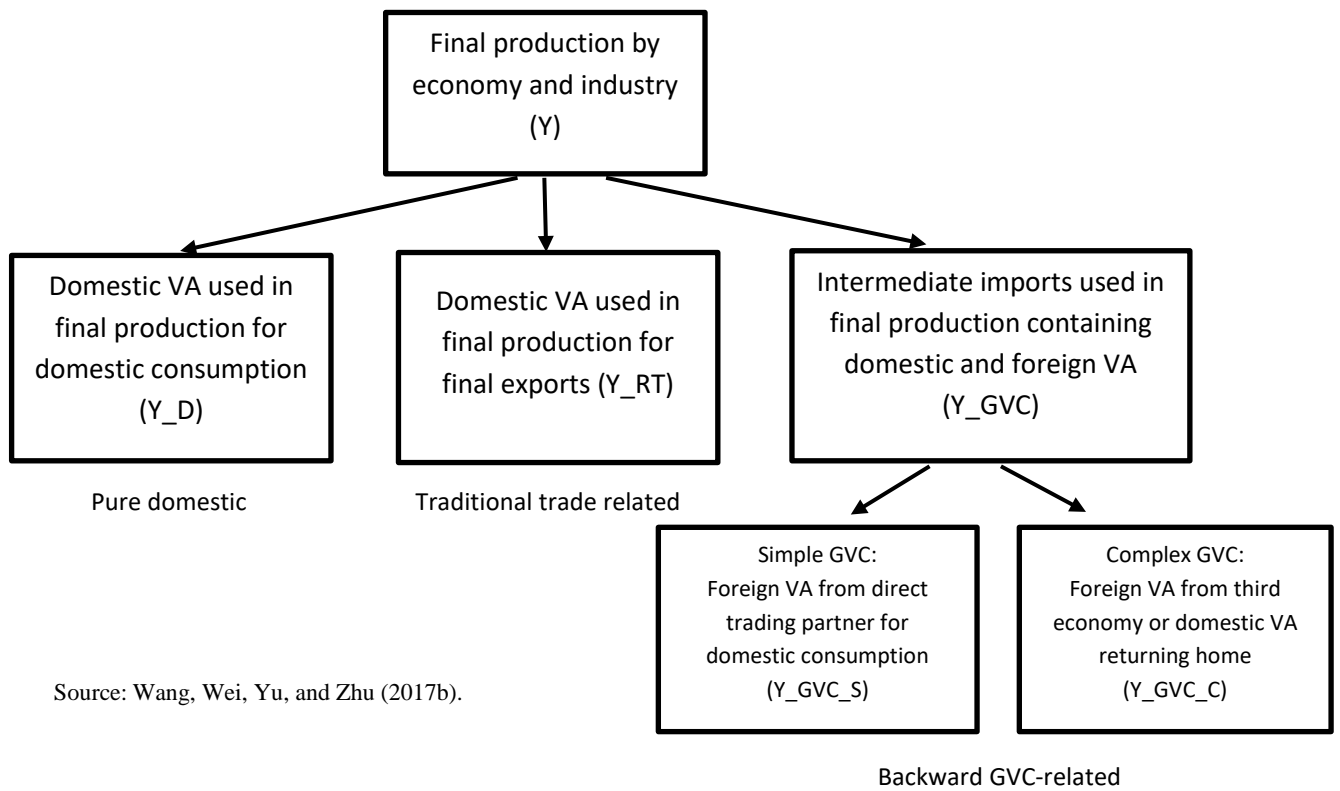 Final production by
economy and industry
(Y)
Domestic VA used in
final production for
domestic consumption
(Y_D)
Domestic VA used in
final production for
final exports (Y_RT)
Intermediate imports used in
final production containing
domestic and foreign VA
(Y_GVC)
Pure domestic
Traditional trade related
Simple GVC:
Foreign VA from direct
trading partner for
domestic consumption
(Y_GVC_S)
Complex GVC:
Foreign VA from third
economy or domestic VA
returning home
(Y_GVC_C)
Source: Wang, Wei, Yu, and Zhu (2017b).
Backward GVC-related